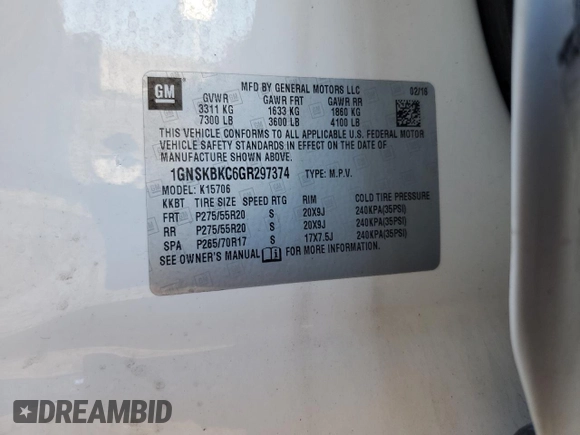 GM
MFD BY GENERAL MOTORS LLC 02/16
GVWR GAWR FRT GAWR RR
3311 KG 1633 KG 1860 KG
7300 LB 3600 LB 4100 LB
THIS VEHICLE CONFORMS TO ALL APPLICABLE U.S. FEDERAL MOTOR
VEHICLE SAFETY STANDARDS IN EFFECT ON THE DATE OF
MANUFACTURE SHOWN ABOVE.
1GNSKBKC6GR297374 TYPE: M.P.V.
MODEL: K15706
KKBT TIRE SIZE SPEED RTG RIM COLD TIRE PRESSURE
FRT P275/55R20 S 20X9J 240KPA(35PSI)
RR P275/55R20 S 20X9J 240KPA(35PSI)
SPA P265/70R17 S 17X7.5J 240KPA(35PSI)
SEE OWNER'S MANUAL FOR MORE INFORMATION.
DREAMBID